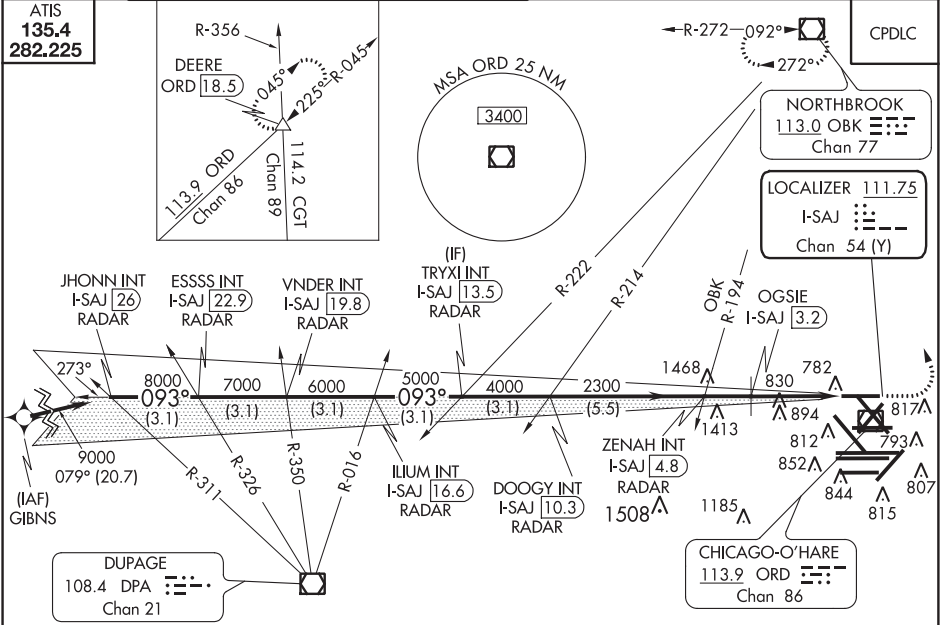 ATIS
135.4
282.225
R-356
DEERE
ORD 18.5
045°
225°
R-045
113.9 ORD
Chan 86
114.2 CGT
Chan 89
MSA ORD 25 NM
3400
R-272
092°
272°
CPDLC
NORTHBROOK
113.0 OBK
Chan 77
LOCALIZER 111.75
I-SAJ
Chan 54 (Y)
JHONN INT
I-SAJ 26
RADAR
ESSSS INT
I-SAJ 22.9
RADAR
VNDER INT
I-SAJ 19.8
RADAR
(IF)
TRYXI INT
I-SAJ 13.5
RADAR
R-222
R-214
OBK
R-194
OGSIE
I-SAJ 3.2
273°
8000
093°
(3.1)
7000
(3.1)
6000
(3.1)
5000
093°
(3.1)
4000
(3.1)
2300
(5.5)
1468
830
782
1413
894
817
812
793
852
844
815
807
9000
079° (20.7)
(IAF)
GIBNS
R-311
R-326
R-350
R-016
ILIUM INT
I-SAJ 16.6
RADAR
DOOGY INT
I-SAJ 10.3
RADAR
ZENAH INT
I-SAJ 4.8
RADAR
1508
1185
DUPAGE
108.4 DPA
Chan 21
CHICAGO-O'HARE
113.9 ORD
Chan 86